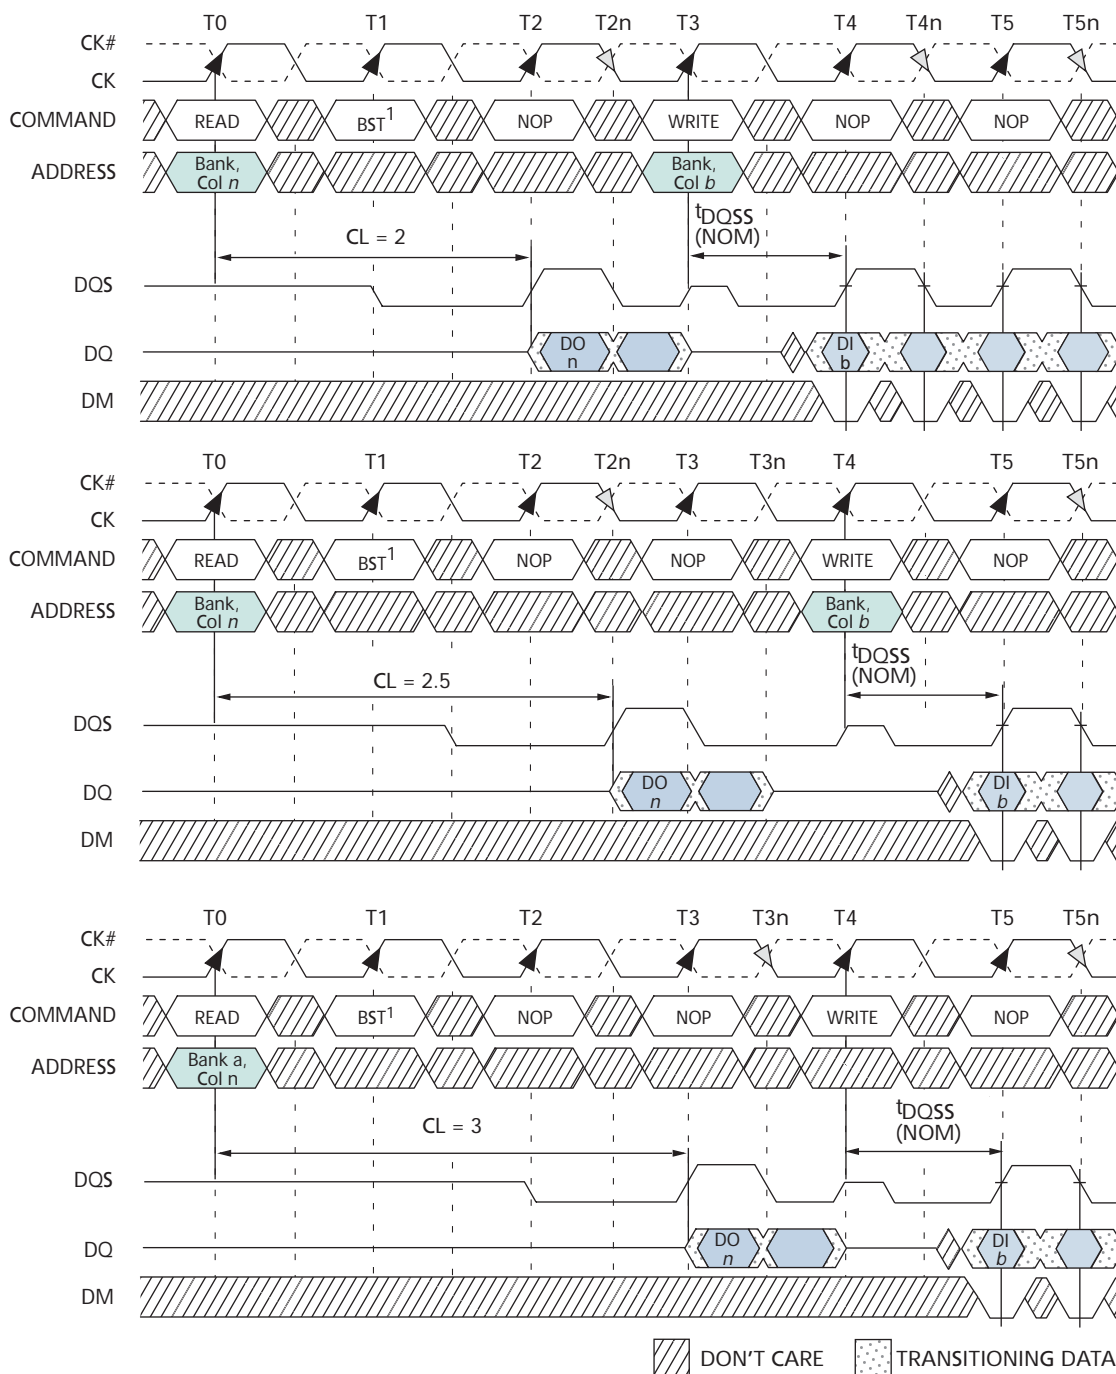 T0 T1 T2 T2n T3 T4 T4n T5 T5n
CK#
CK
COMMAND READ BST1 NOP WRITE NOP NOP
ADDRESS Bank, Col n Bank, Col b
CL = 2 tDQSS (NOM)
DQS
DQ DO n DI b
DM
T0 T1 T2 T2n T3 T3n T4 T5 T5n
CK#
CK
COMMAND READ BST1 NOP NOP WRITE NOP
ADDRESS Bank, Col n Bank, Col b
CL = 2.5 tDQSS (NOM)
DQS
DQ DO n DI b
DM
T0 T1 T2 T3 T3n T4 T5 T5n
CK#
CK
COMMAND READ BST1 NOP NOP WRITE NOP
ADDRESS Bank a, Col n
CL = 3 tDQSS (NOM)
DQS
DQ DO n DI b
DM
DON'T CARE TRANSITIONING DATA